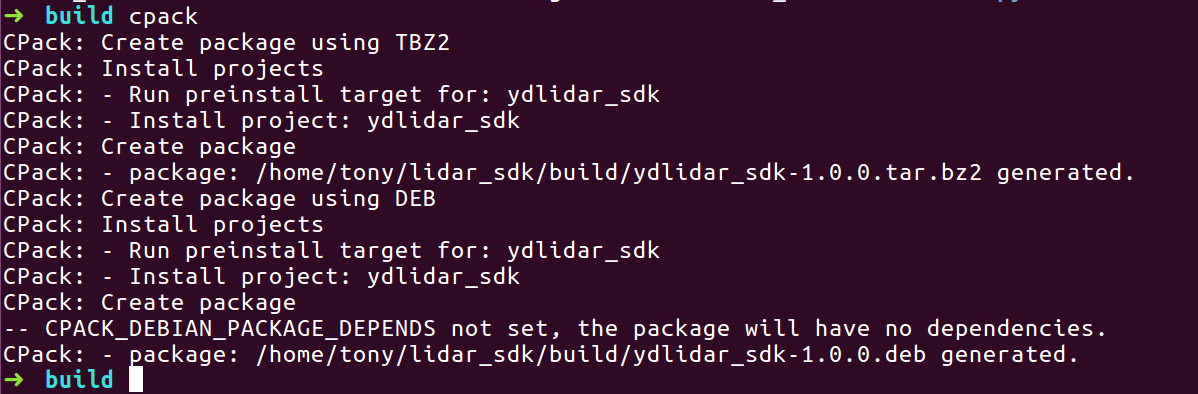 ➜ build cpack
CPack: Create package using TBZ2
CPack: Install projects
CPack: - Run preinstall target for: ydlidar_sdk
CPack: - Install project: ydlidar_sdk
CPack: Create package
CPack: - package: /home/tony/lidar_sdk/build/ydlidar_sdk-1.0.0.tar.bz2 generated.
CPack: Create package using DEB
CPack: Install projects
CPack: - Run preinstall target for: ydlidar_sdk
CPack: - Install project: ydlidar_sdk
CPack: Create package
-- CPACK_DEBIAN_PACKAGE_DEPENDS not set, the package will have no dependencies.
CPack: - package: /home/tony/lidar_sdk/build/ydlidar_sdk-1.0.0.deb generated.
➜ build